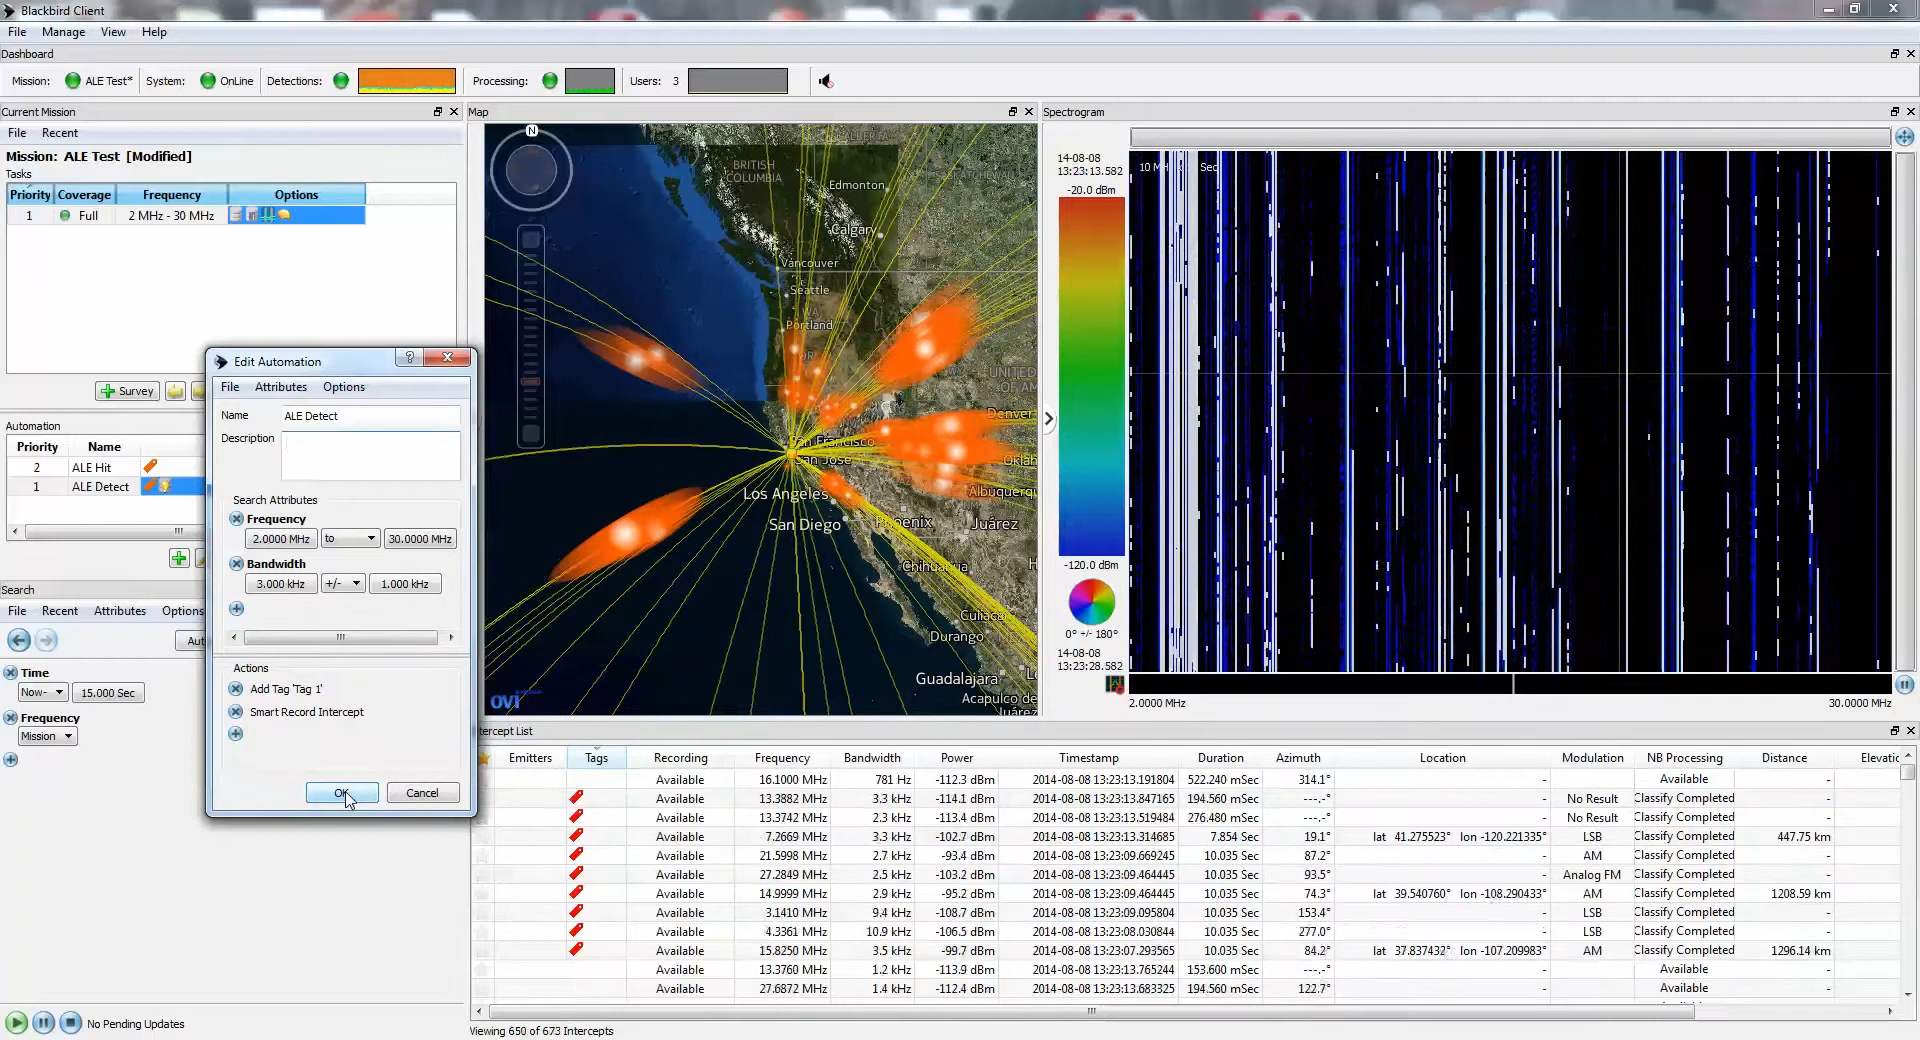 Blackbird Client
File Manage View Help
Dashboard
Mission: ALE Test* System: OnLine Detections: Processing: Users: 3
Current Mission
File Recent
Mission: ALE Test [Modified]
Tasks
Priority Coverage Frequency Options
1 Full 2 MHz - 30 MHz
Survey
Automation
Priority Name
2 ALE Hit
1 ALE Detect
Search
File Recent Attributes Options
Time
Now- 15.000 Sec
Frequency
Mission
No Pending Updates
Edit Automation
File Attributes Options
Name ALE Detect
Description
Search Attributes
Frequency
2.0000 MHz to 30.0000 MHz
Bandwidth
3.000 kHz +/- 1.000 kHz
Actions
Add Tag 'Tag 1'
Smart Record Intercept
OK Cancel
Map
N
BRITISH
COLUMBIA
Edmonton
Calgary
Vancouver
Seattle
Portland
UNITED
Denver
San Francisco
San Jose
Los Angeles
Albuquerqu
San Diego
Phoenix
Juárez
Chihuahua
Culiacá
Durango
Guadalajara
Acapulco de
Juárez
ovi
Spectrogram
14-08-08
13:23:13.582
-20.0 dBm
-120.0 dBm
0° +/- 180°
14-08-08
13:23:28.582
2.0000 MHz 30.0000 MHz
tercept List
Emitters Tags Recording Frequency Bandwidth Power Timestamp Duration Azimuth Location Modulation NB Processing Distance Elevatic
Available 16.1000 MHz 781 Hz -112.3 dBm 2014-08-08 13:23:13.191804 522.240 mSec 314.1° - Available -
Available 13.3882 MHz 3.3 kHz -114.1 dBm 2014-08-08 13:23:13.847165 194.560 mSec ---.-° - No Result Classify Completed -
Available 13.3742 MHz 2.3 kHz -113.4 dBm 2014-08-08 13:23:13.519484 276.480 mSec ---.-° - No Result Classify Completed -
Available 7.2669 MHz 3.3 kHz -102.7 dBm 2014-08-08 13:23:13.314685 7.854 Sec 19.1° lat 41.275523° lon -120.221335° LSB Classify Completed 447.75 km
Available 21.5998 MHz 2.7 kHz -93.4 dBm 2014-08-08 13:23:09.669245 10.035 Sec 87.2° - AM Classify Completed -
Available 27.2849 MHz 2.5 kHz -103.2 dBm 2014-08-08 13:23:09.464445 10.035 Sec 93.5° - Analog FM Classify Completed -
Available 14.9999 MHz 2.9 kHz -95.2 dBm 2014-08-08 13:23:09.464445 10.035 Sec 74.3° lat 39.540760° lon -108.290433° AM Classify Completed 1208.59 km
Available 3.1410 MHz 9.4 kHz -108.7 dBm 2014-08-08 13:23:09.095804 10.035 Sec 153.4° - LSB Classify Completed -
Available 4.3361 MHz 10.9 kHz -106.5 dBm 2014-08-08 13:23:08.030844 10.035 Sec 277.0° - LSB Classify Completed -
Available 15.8250 MHz 3.5 kHz -99.7 dBm 2014-08-08 13:23:07.293565 10.035 Sec 84.2° lat 37.837432° lon -107.209983° AM Classify Completed 1296.14 km
Available 13.3760 MHz 1.2 kHz -113.9 dBm 2014-08-08 13:23:13.765244 153.600 mSec ---.-° - Available -
Available 27.6872 MHz 1.4 kHz -112.4 dBm 2014-08-08 13:23:13.683325 194.560 mSec 122.7° - Available -
Viewing 650 of 673 Intercepts